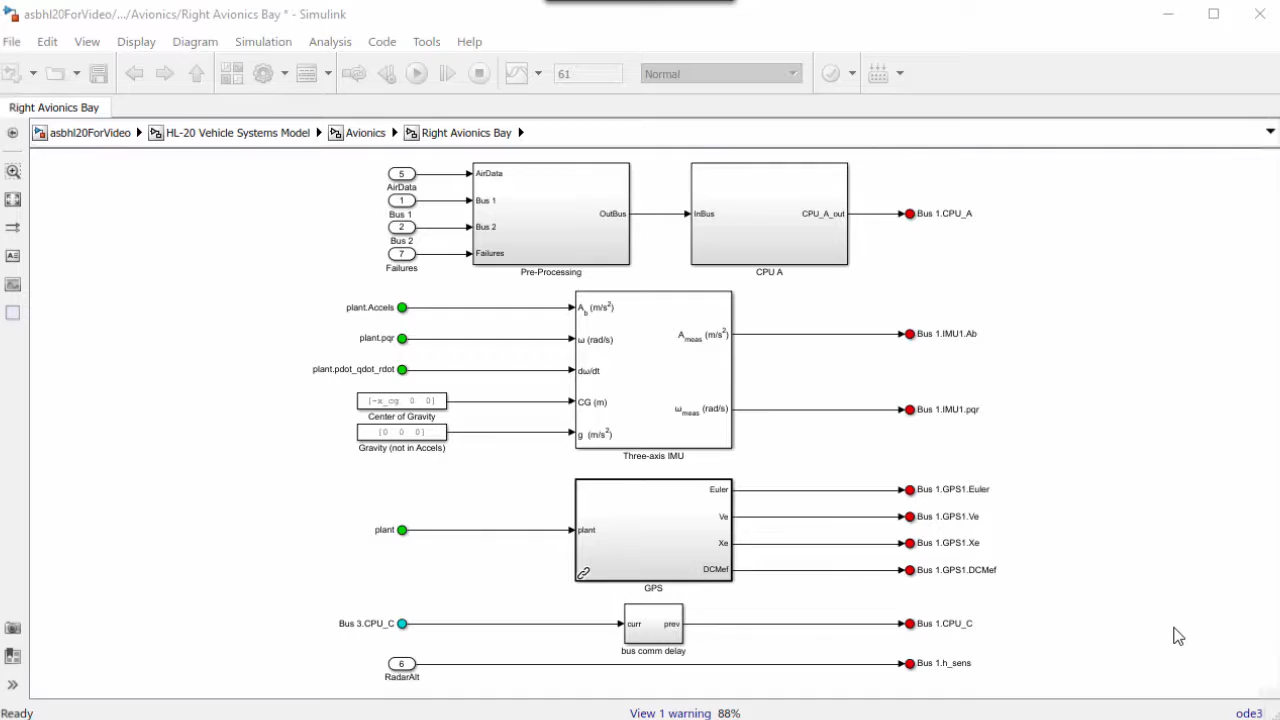 asbhl20ForVideo/.../Avionics/Right Avionics Bay * - Simulink
File Edit View Display Diagram Simulation Analysis Code Tools Help
61 Normal
Right Avionics Bay
asbhl20ForVideo HL-20 Vehicle Systems Model Avionics Right Avionics Bay
5 AirData
AirData
1 Bus 1
Bus 1
OutBus InBus CPU_A_out Bus 1.CPU_A
2 Bus 2
Bus 2
7 Failures
Failures
Pre-Processing CPU A
plant.Accels A_b (m/s²)
A_meas (m/s²) Bus 1.IMU1.Ab
plant.pqr ω (rad/s)
plant.pdot_qdot_rdot dω/dt
[-x_cg 0 0] CG (m)
ω_meas (rad/s) Bus 1.IMU1.pqr
Center of Gravity
[0 0 0] g (m/s²)
Gravity (not in Accels)
Three-axis IMU
Euler Bus 1.GPS1.Euler
Ve Bus 1.GPS1.Ve
plant plant
Xe Bus 1.GPS1.Xe
DCMef Bus 1.GPS1.DCMef
GPS
Bus 3.CPU_C curr prev Bus 1.CPU_C
bus comm delay
6 Bus 1.h_sens
RadarAlt
Ready View 1 warning 88% ode3